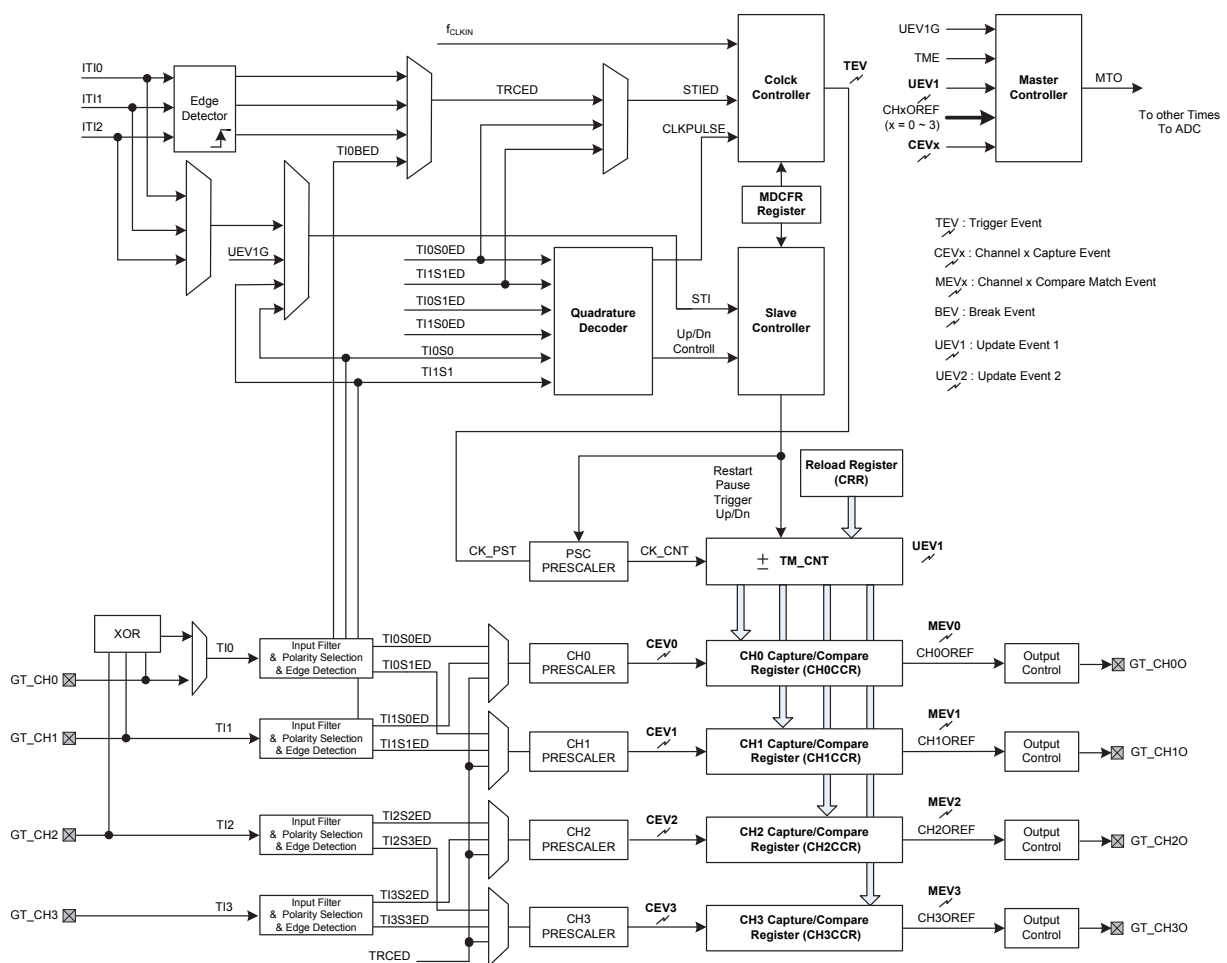 fCLKIN
ITI0
ITI1
ITI2
Edge
Detector
TI0BED
TRCED
STIED
CLKPULSE
Colck
Controller
TEV
UEV1G
TME
UEV1
CHxOREF
(x = 0 ~ 3)
CEVx
Master
Controller
MTO
To other Times
To ADC
MDCFR
Register
UEV1G
TI0S0ED
TI1S1ED
TI0S1ED
TI1S0ED
TI0S0
TI1S1
Quadrature
Decoder
STI
Up/Dn
Controll
Slave
Controller
TEV : Trigger Event
CEVx : Channel x Capture Event
MEVx : Channel x Compare Match Event
BEV : Break Event
UEV1 : Update Event 1
UEV2 : Update Event 2
Restart
Pause
Trigger
Up/Dn
Reload Register
(CRR)
CK_PST
PSC
PRESCALER
CK_CNT
± TM_CNT
UEV1
XOR
GT_CH0
TI0
Input Filter
& Polarity Selection
& Edge Detection
TI0S0ED
TI0S1ED
CH0
PRESCALER
CEV0
CH0 Capture/Compare
Register (CH0CCR)
MEV0
CH0OREF
Output
Control
GT_CH0O
GT_CH1
TI1
Input Filter
& Polarity Selection
& Edge Detection
TI1S0ED
TI1S1ED
CH1
PRESCALER
CEV1
CH1 Capture/Compare
Register (CH1CCR)
MEV1
CH1OREF
Output
Control
GT_CH1O
GT_CH2
TI2
Input Filter
& Polarity Selection
& Edge Detection
TI2S2ED
TI2S3ED
CH2
PRESCALER
CEV2
CH2 Capture/Compare
Register (CH2CCR)
MEV2
CH2OREF
Output
Control
GT_CH2O
GT_CH3
TI3
Input Filter
& Polarity Selection
& Edge Detection
TI3S2ED
TI3S3ED
CH3
PRESCALER
CEV3
CH3 Capture/Compare
Register (CH3CCR)
MEV3
CH3OREF
Output
Control
GT_CH3O
TRCED